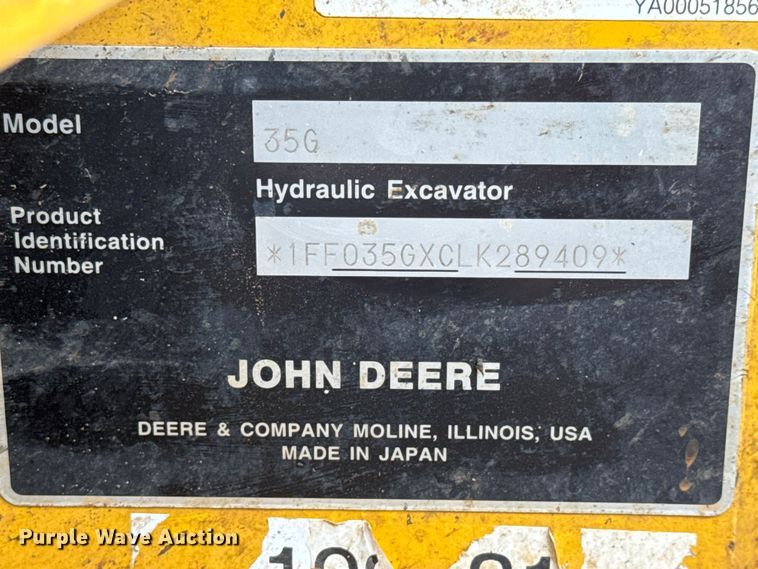 YA00051856
Model
35G
Hydraulic Excavator
Product
Identification
Number
*1FF035GXCLK289409*
JOHN DEERE
DEERE & COMPANY MOLINE, ILLINOIS, USA
MADE IN JAPAN
Purple Wave Auction